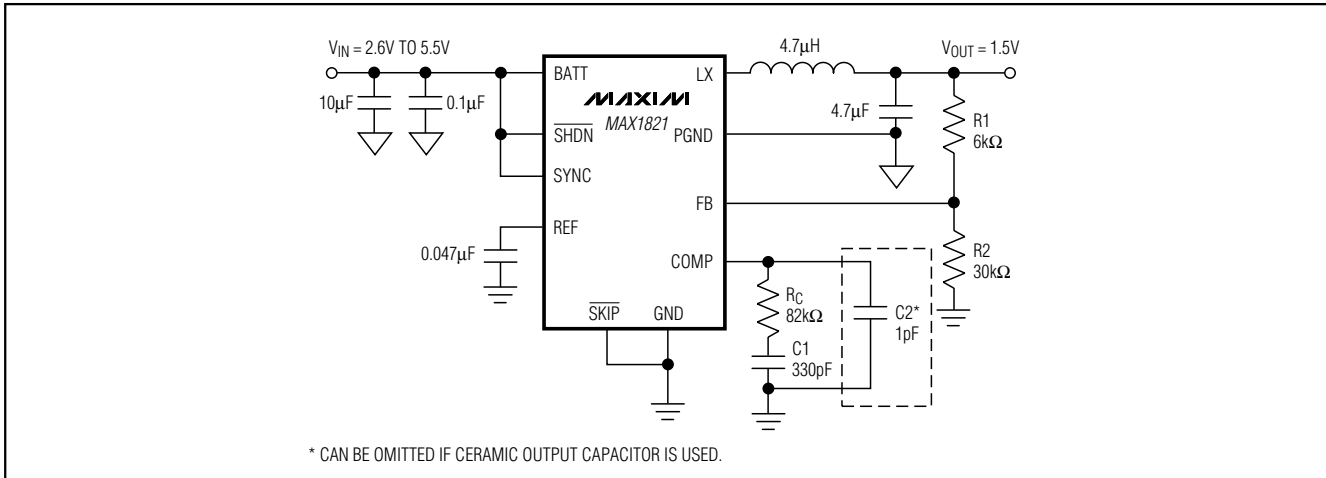 V_IN = 2.6V TO 5.5V
10μF
0.1μF
BATT
SHDN
SYNC
REF
0.047μF
SKIP
GND
MAXIM
MAX1821
LX
PGND
FB
COMP
4.7μH
V_OUT = 1.5V
4.7μF
R1
6kΩ
R2
30kΩ
R_C
82kΩ
C1
330pF
C2*
1pF
* CAN BE OMITTED IF CERAMIC OUTPUT CAPACITOR IS USED.